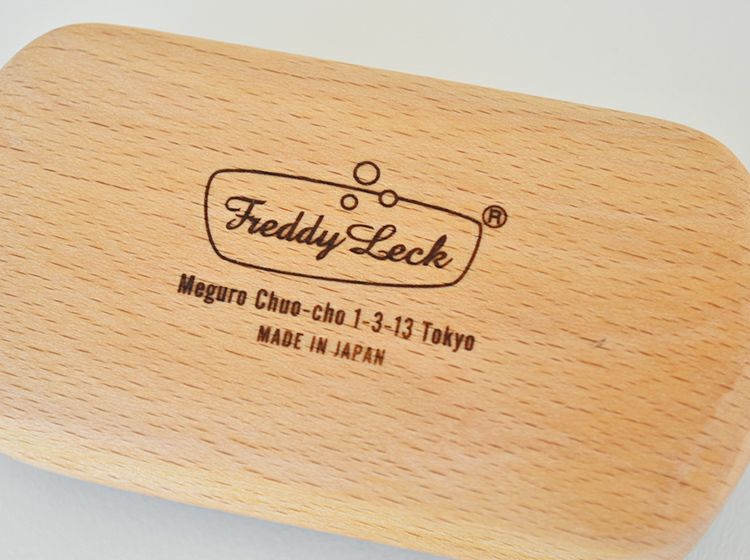 Freddy Leck ®
Meguro Chuo-cho 1-3-13 Tokyo
MADE IN JAPAN